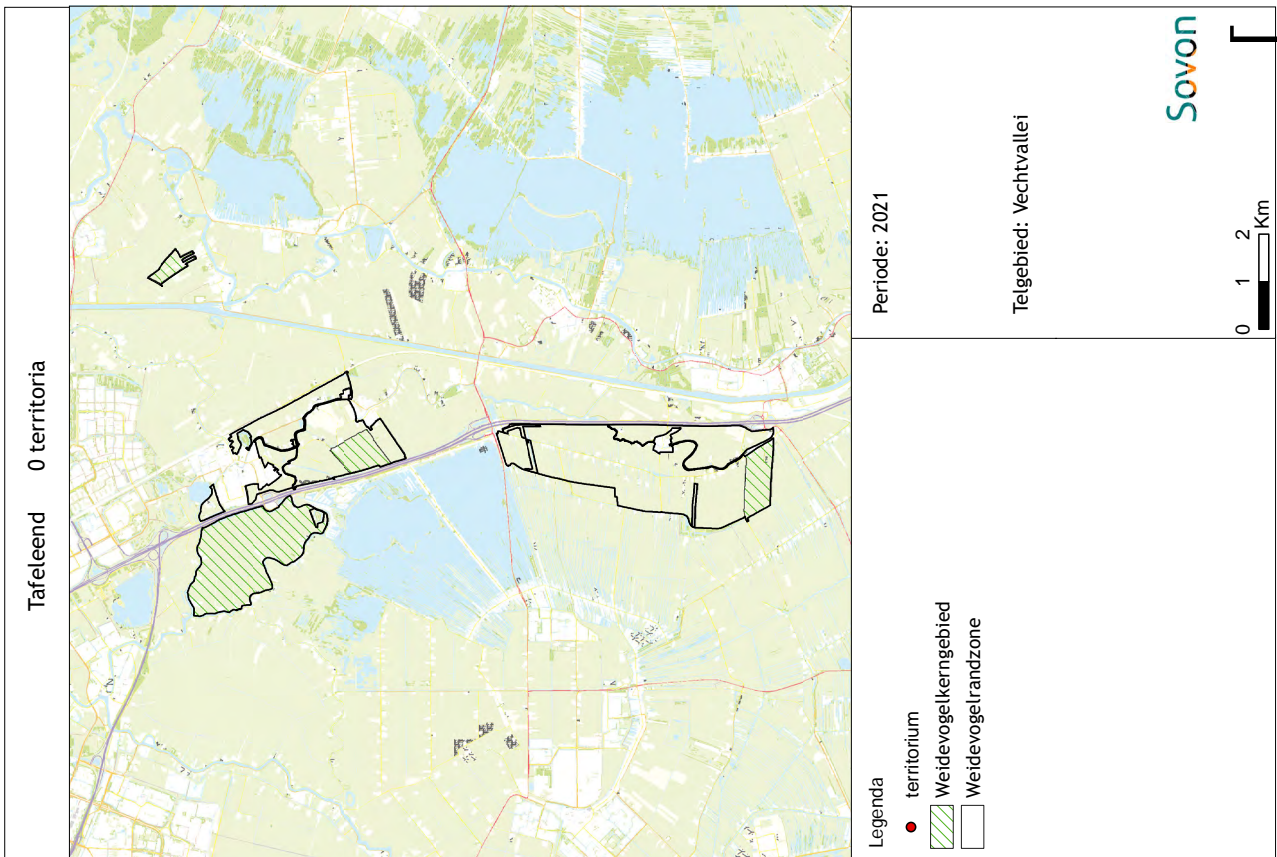 Tafeleend 0 territoria
Legenda
territorium
Weidevogelkerngebied
Weidevogelrandzone
Periode: 2021
Telgebied: Vechtvallei
0 1 2
Km
Sovon